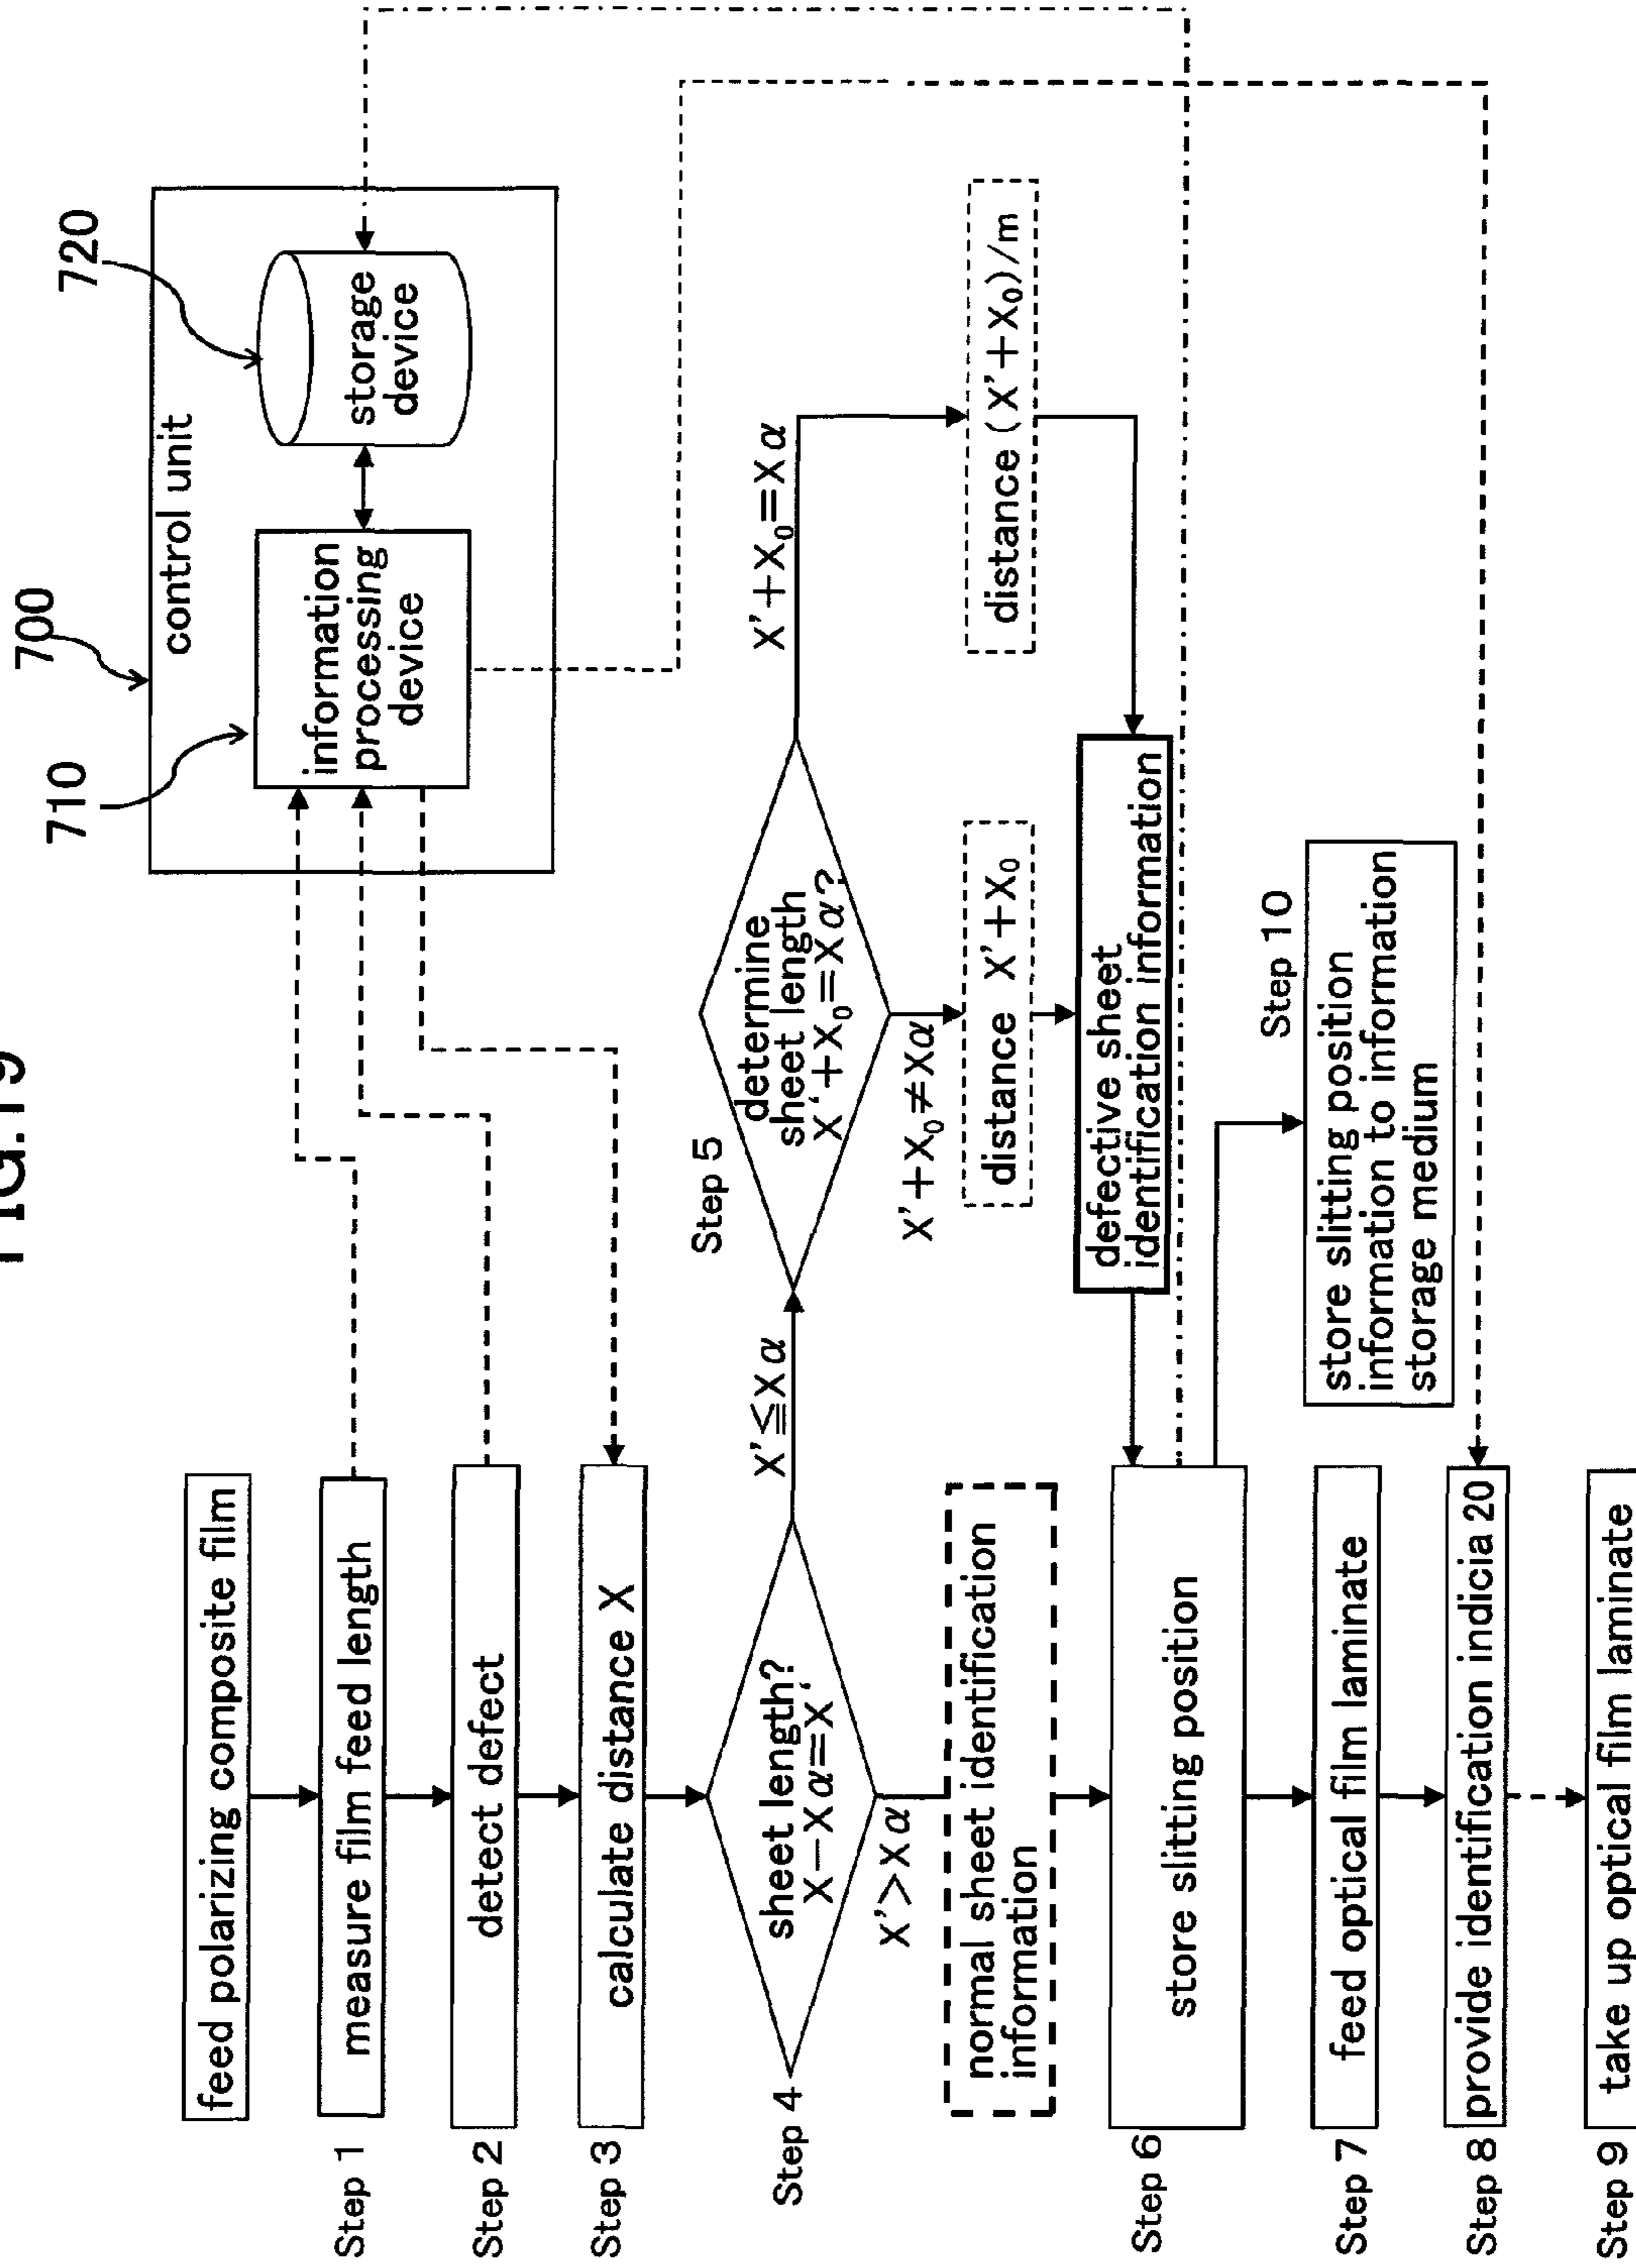 FIG.19
700
control unit
710
information
processing
device
720
storage
device
feed polarizing composite film
Step 1
measure film feed length
Step 2
detect defect
Step 3
calculate distance X
Step 4
sheet length?
X−Xα=X'
X'≦Xα
X'>Xα
Step 5
determine
sheet length
X'+X₀=Xα?
X'+X₀=Xα
X'+X₀≠Xα
distance X'+X₀
distance (X'+X₀)/m
normal sheet identification
information
defective sheet
identification information
Step 6
store slitting position
Step 10
store slitting position
information to information
storage medium
Step 7
feed optical film laminate
Step 8
provide identification indicia 20
Step 9
take up optical film laminate